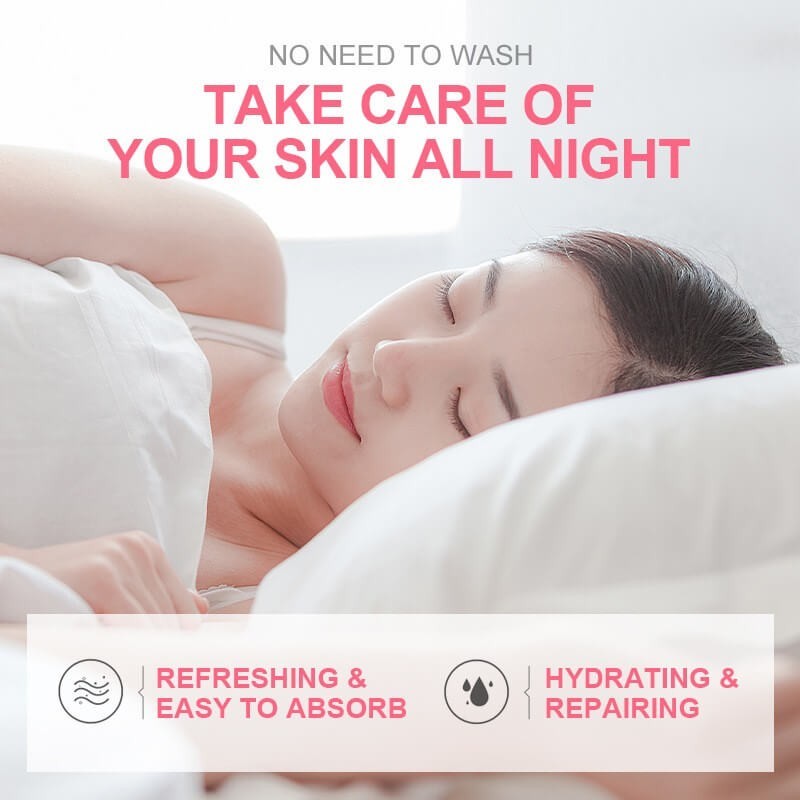 NO NEED TO WASH
TAKE CARE OF
YOUR SKIN ALL NIGHT
REFRESHING &
EASY TO ABSORB
HYDRATING &
REPAIRING